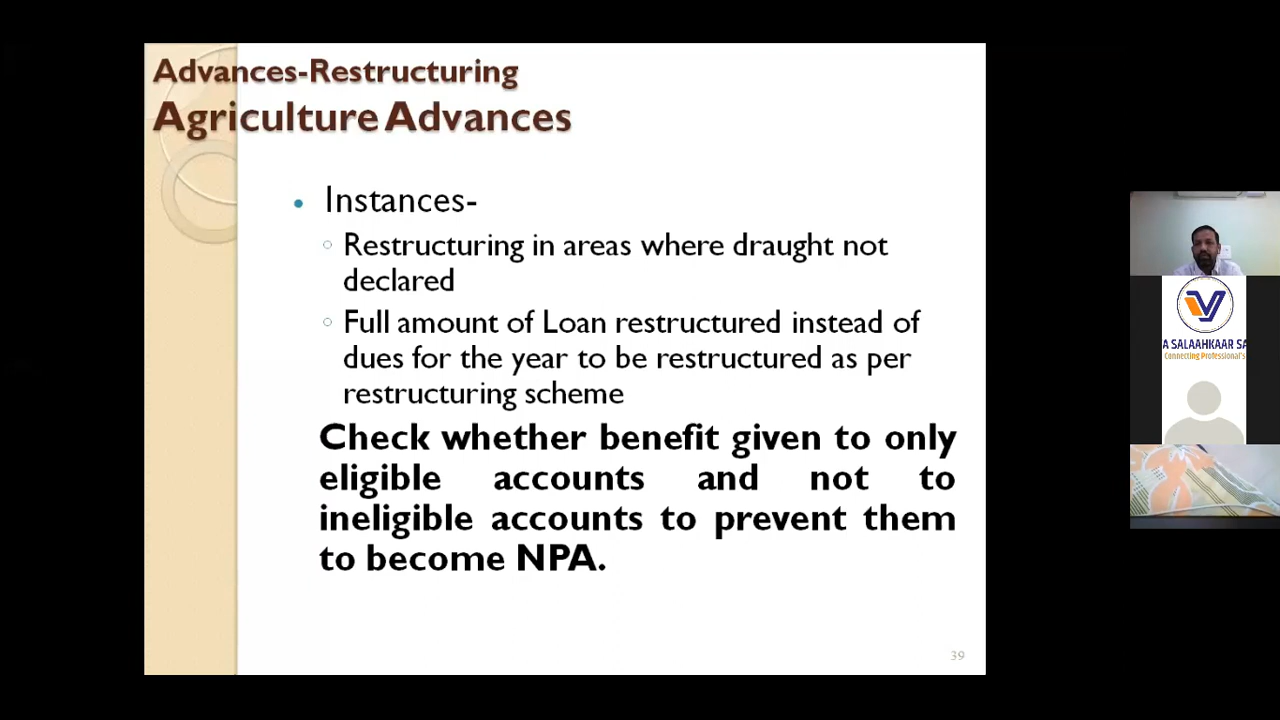 Advances-Restructuring
Agriculture Advances
• Instances-
◦ Restructuring in areas where draught not
declared
◦ Full amount of Loan restructured instead of
dues for the year to be restructured as per
restructuring scheme
Check whether benefit given to only
eligible accounts and not to
ineligible accounts to prevent them
to become NPA.
39
A SALAAHKAAR SA
Connecting Professional's